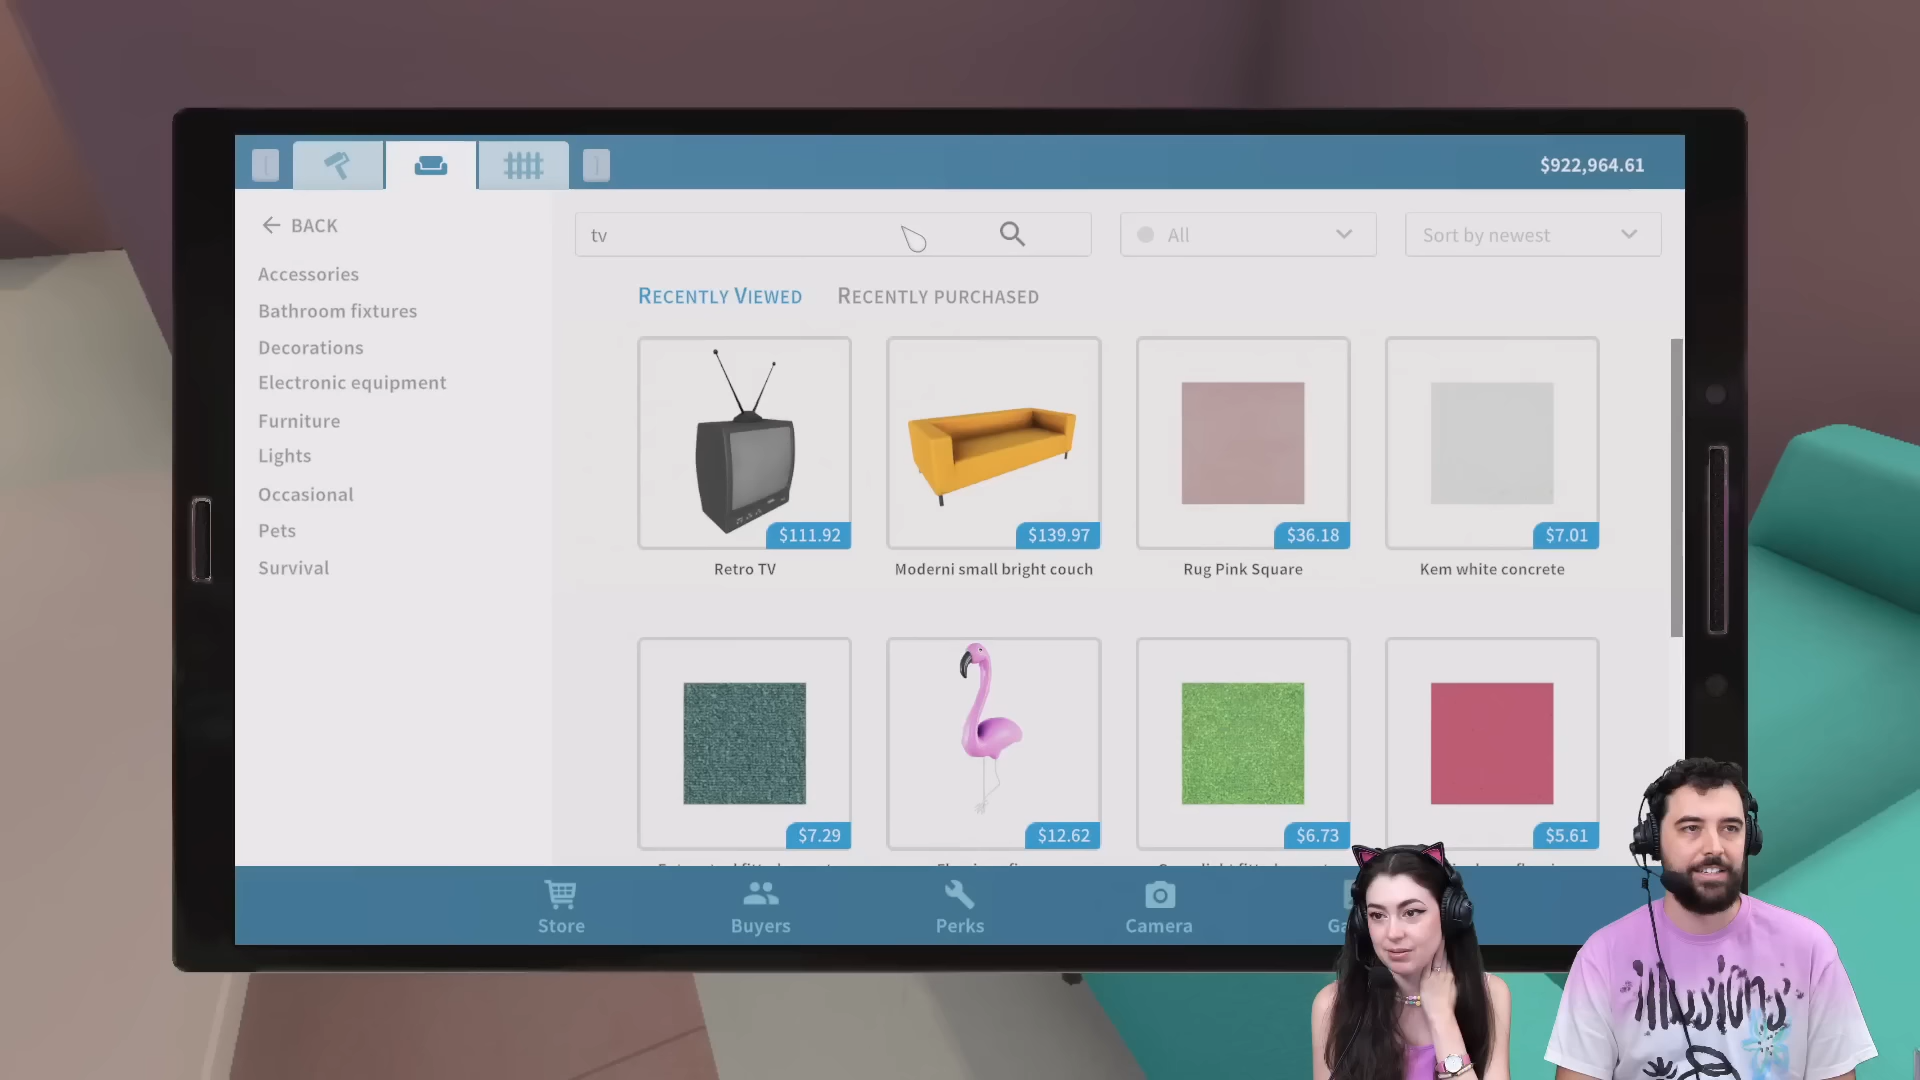 $922,964.61
BACK
tv
All
Sort by newest
Accessories
Bathroom fixtures
Decorations
Electronic equipment
Furniture
Lights
Occasional
Pets
Survival
RECENTLY VIEWED
RECENTLY PURCHASED
$111.92
$139.97
$36.18
$7.01
Retro TV
Moderni small bright couch
Rug Pink Square
Kem white concrete
$7.29
$12.62
$6.73
$5.61
Store
Buyers
Perks
Camera
illusions